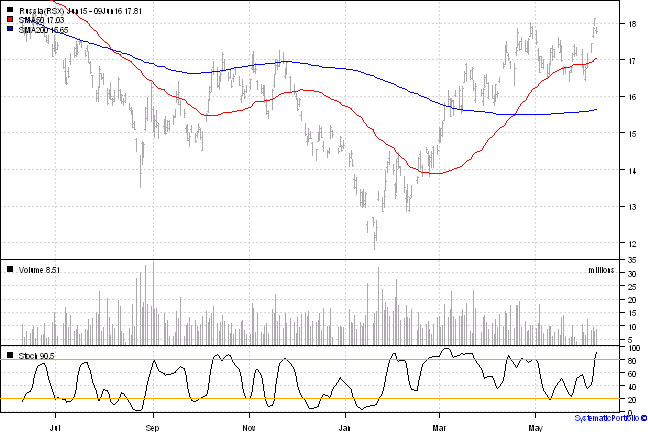 Russia(RSX) Jun15 - 09Jun16 17.81
SMA50 17.03
SMA200 15.65
18
17
16
15
14
13
12
Volume 8.51
millions
35
30
25
20
15
10
5
Stoch 90.5
100
80
60
40
20
0
Jul
Sep
Nov
Jan
Mar
May
SystematicPortfolio ©